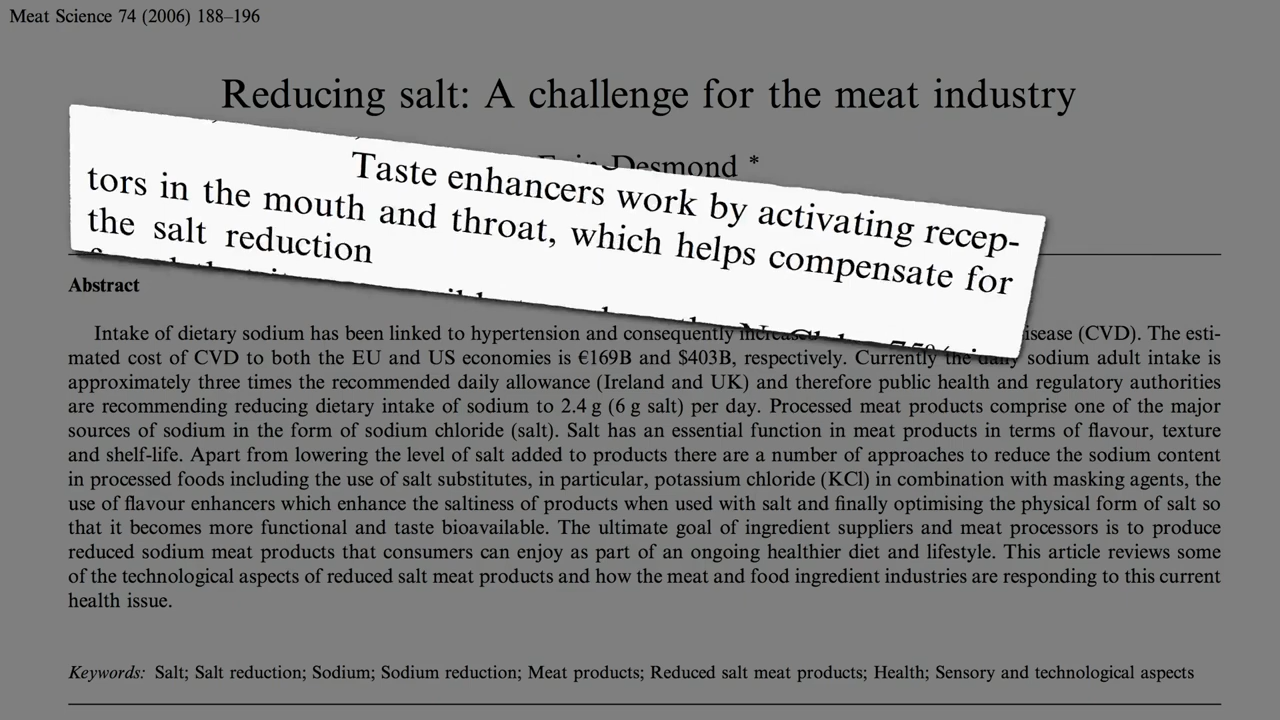 Meat Science 74 (2006) 188–196
Reducing salt: A challenge for the meat industry
Desmond *
Taste enhancers work by activating recep-
tors in the mouth and throat, which helps compensate for
the salt reduction
Abstract
Intake of dietary sodium has been linked to hypertension and consequently increased isease (CVD). The esti-
mated cost of CVD to both the EU and US economies is €169B and $403B, respectively. Currently the daily sodium adult intake is
approximately three times the recommended daily allowance (Ireland and UK) and therefore public health and regulatory authorities
are recommending reducing dietary intake of sodium to 2.4 g (6 g salt) per day. Processed meat products comprise one of the major
sources of sodium in the form of sodium chloride (salt). Salt has an essential function in meat products in terms of flavour, texture
and shelf-life. Apart from lowering the level of salt added to products there are a number of approaches to reduce the sodium content
in processed foods including the use of salt substitutes, in particular, potassium chloride (KCl) in combination with masking agents, the
use of flavour enhancers which enhance the saltiness of products when used with salt and finally optimising the physical form of salt so
that it becomes more functional and taste bioavailable. The ultimate goal of ingredient suppliers and meat processors is to produce
reduced sodium meat products that consumers can enjoy as part of an ongoing healthier diet and lifestyle. This article reviews some
of the technological aspects of reduced salt meat products and how the meat and food ingredient industries are responding to this current
health issue.
Keywords: Salt; Salt reduction; Sodium; Sodium reduction; Meat products; Reduced salt meat products; Health; Sensory and technological aspects